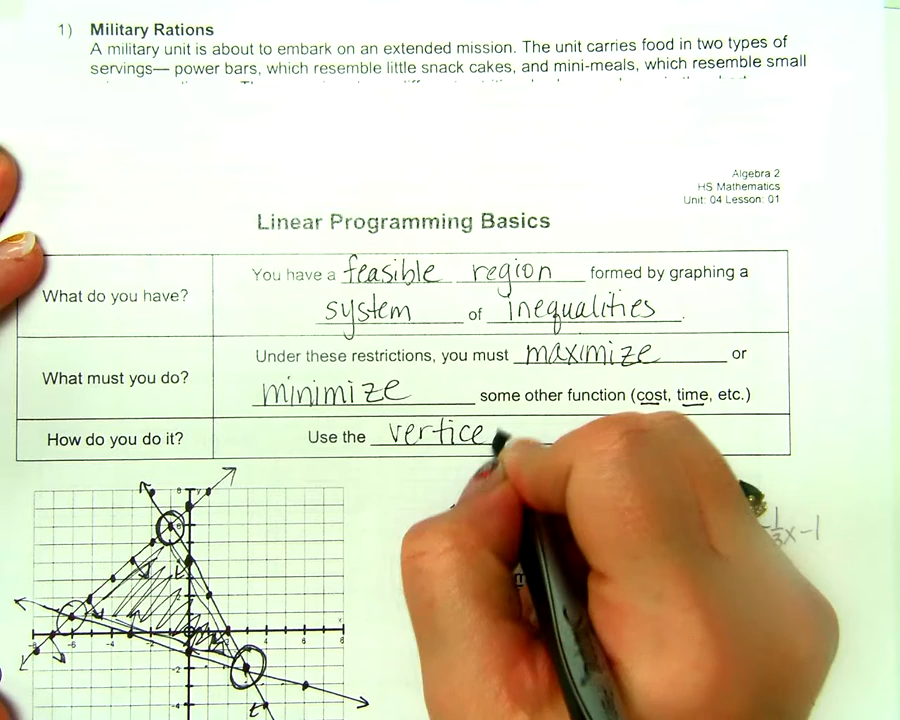 1) Military Rations
A military unit is about to embark on an extended mission. The unit carries food in two types of
servings— power bars, which resemble little snack cakes, and mini-meals, which resemble small
Algebra 2
HS Mathematics
Unit: 04 Lesson: 01
Linear Programming Basics
What do you have?
You have a feasible region formed by graphing a
system of inequalities.
What must you do?
Under these restrictions, you must maximize or
minimize some other function (cost, time, etc.)
How do you do it?
Use the vertice